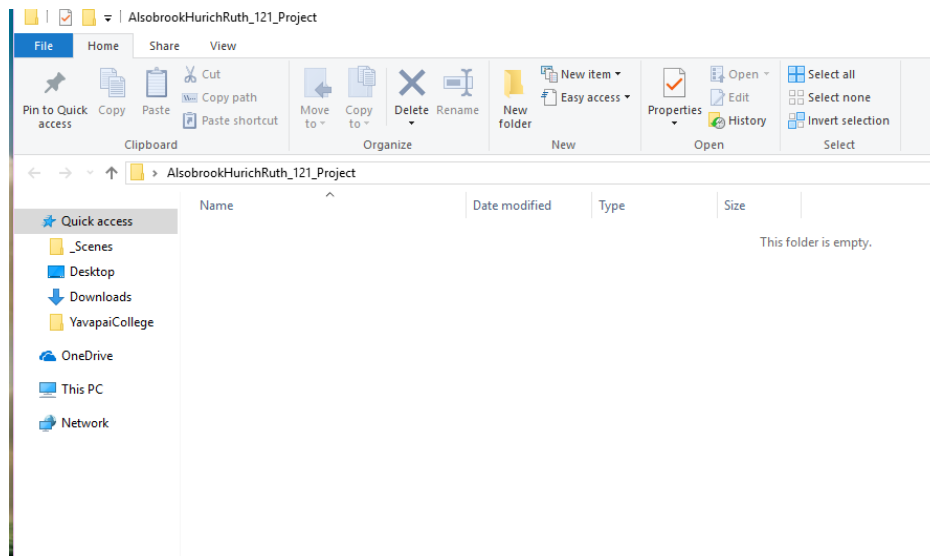 AlsobrookHurichRuth_121_Project
File Home Share View
Pin to Quick access
Copy
Paste
Cut
Copy path
Paste shortcut
Clipboard
Move to
Copy to
Delete
Rename
Organize
New folder
New item
Easy access
New
Properties
Open
Edit
History
Open
Select all
Select none
Invert selection
Select
AlsobrookHurichRuth_121_Project
Name Date modified Type Size
This folder is empty.
Quick access
_Scenes
Desktop
Downloads
YavapaiCollege
OneDrive
This PC
Network